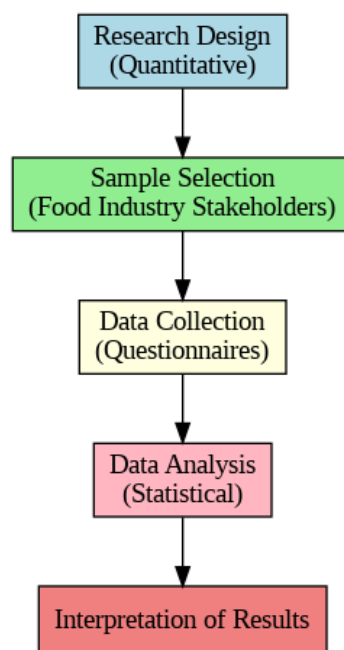 Research Design
(Quantitative)
Sample Selection
(Food Industry Stakeholders)
Data Collection
(Questionnaires)
Data Analysis
(Statistical)
Interpretation of Results